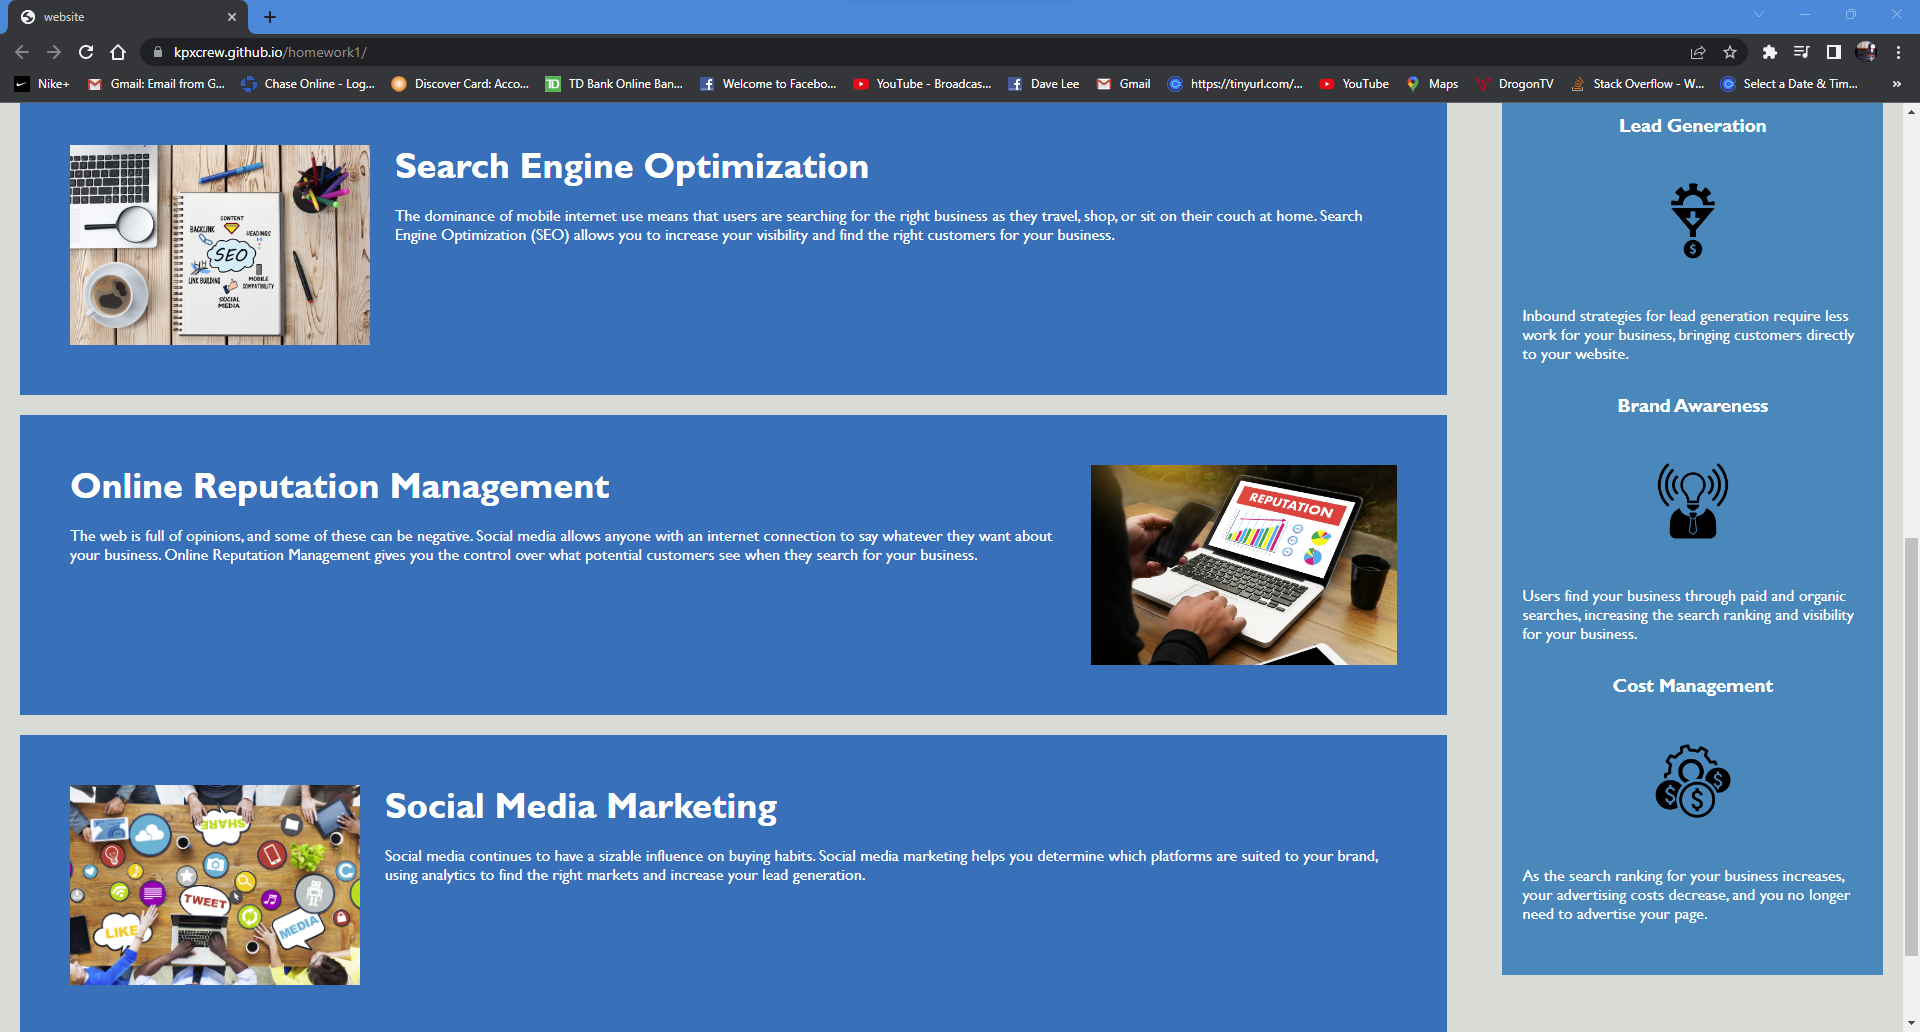 website
kpxcrew.github.io/homework1/
Nike+
Gmail: Email from G...
Chase Online - Log...
Discover Card: Acco...
TD Bank Online Ban...
Welcome to Facebo...
YouTube - Broadcas...
Dave Lee
Gmail
https://tinyurl.com/...
YouTube
Maps
DrogonTV
Stack Overflow - W...
Select a Date & Tim...
»
CONTENT
BACKLINK
HEADINGS
SEO
LINK BUILDING
MOBILE
COMPATIBILITY
SOCIAL
MEDIA
Search Engine Optimization
The dominance of mobile internet use means that users are searching for the right business as they travel, shop, or sit on their couch at home. Search
Engine Optimization (SEO) allows you to increase your visibility and find the right customers for your business.
Online Reputation Management
The web is full of opinions, and some of these can be negative. Social media allows anyone with an internet connection to say whatever they want about
your business. Online Reputation Management gives you the control over what potential customers see when they search for your business.
REPUTATION
SHARE
TWEET
LIKE
MEDIA
Social Media Marketing
Social media continues to have a sizable influence on buying habits. Social media marketing helps you determine which platforms are suited to your brand,
using analytics to find the right markets and increase your lead generation.
Lead Generation
$
Inbound strategies for lead generation require less
work for your business, bringing customers directly
to your website.
Brand Awareness
Users find your business through paid and organic
searches, increasing the search ranking and visibility
for your business.
Cost Management
$ $ $
As the search ranking for your business increases,
your advertising costs decrease, and you no longer
need to advertise your page.